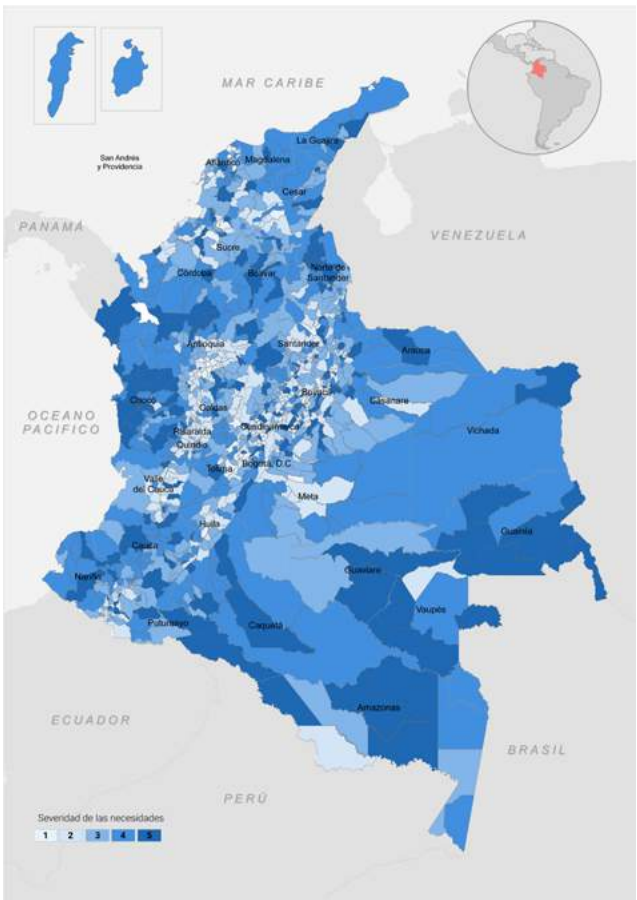 MAR CARIBE
La Guajira
San Andrés
y Providencia
Atlántico
Magdalena
Cesar
PANAMÁ
VENEZUELA
Sucre
Córdoba
Bolívar
Norte de
Santander
Antioquia
Santander
Arauca
Chocó
Caldas
Boyacá
Casanare
OCEANO
PACIFICO
Risaralda
Cundinamarca
Vichada
Quindío
Tolima
Bogotá, D.C.
Valle
del Cauca
Meta
Huila
Guainía
Cauca
Guaviare
Nariño
Vaupés
Putumayo
Caquetá
Amazonas
ECUADOR
BRASIL
PERÚ
Severidad de las necesidades
1 2 3 4 5